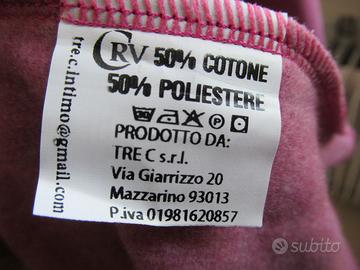 CRV 50% COTONE
50% POLIESTERE
PRODOTTO DA:
TRE C s.r.l.
Via Giarrizzo 20
Mazzarino 93013
P.iva 01981620857
tre.c.intimo@gmail.com
subito